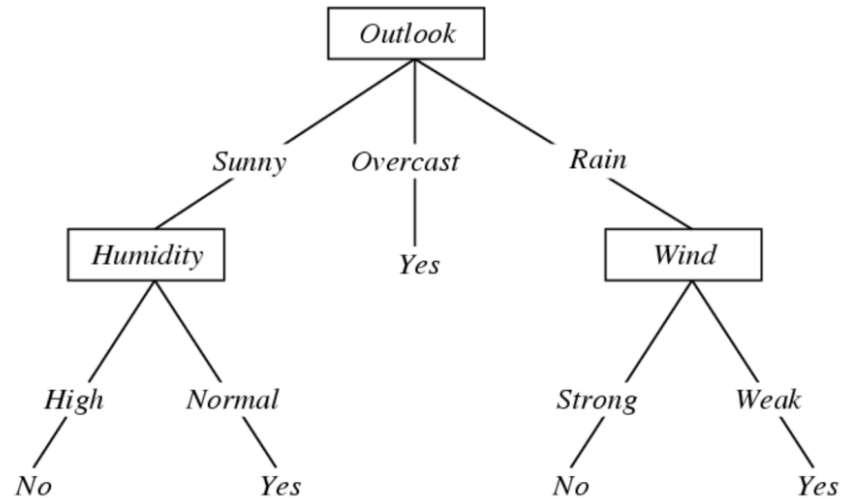 Outlook
Sunny Overcast Rain
Humidity Yes Wind
High Normal Strong Weak
No Yes No Yes